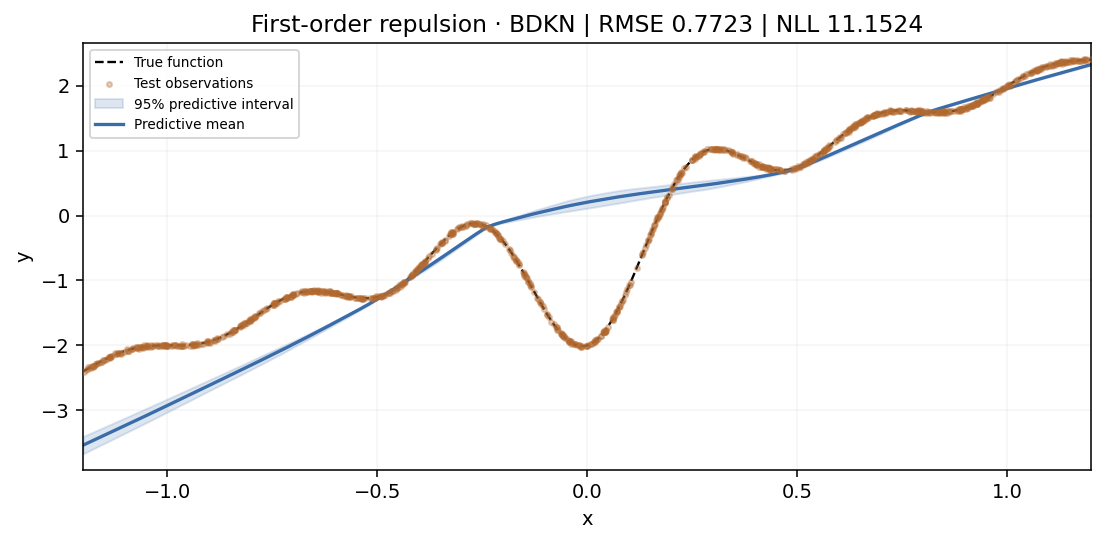 First-order repulsion · BDKN | RMSE 0.7723 | NLL 11.1524
True function
Test observations
95% predictive interval
Predictive mean
y
2
1
0
−1
−2
−3
−1.0
−0.5
0.0
0.5
1.0
x